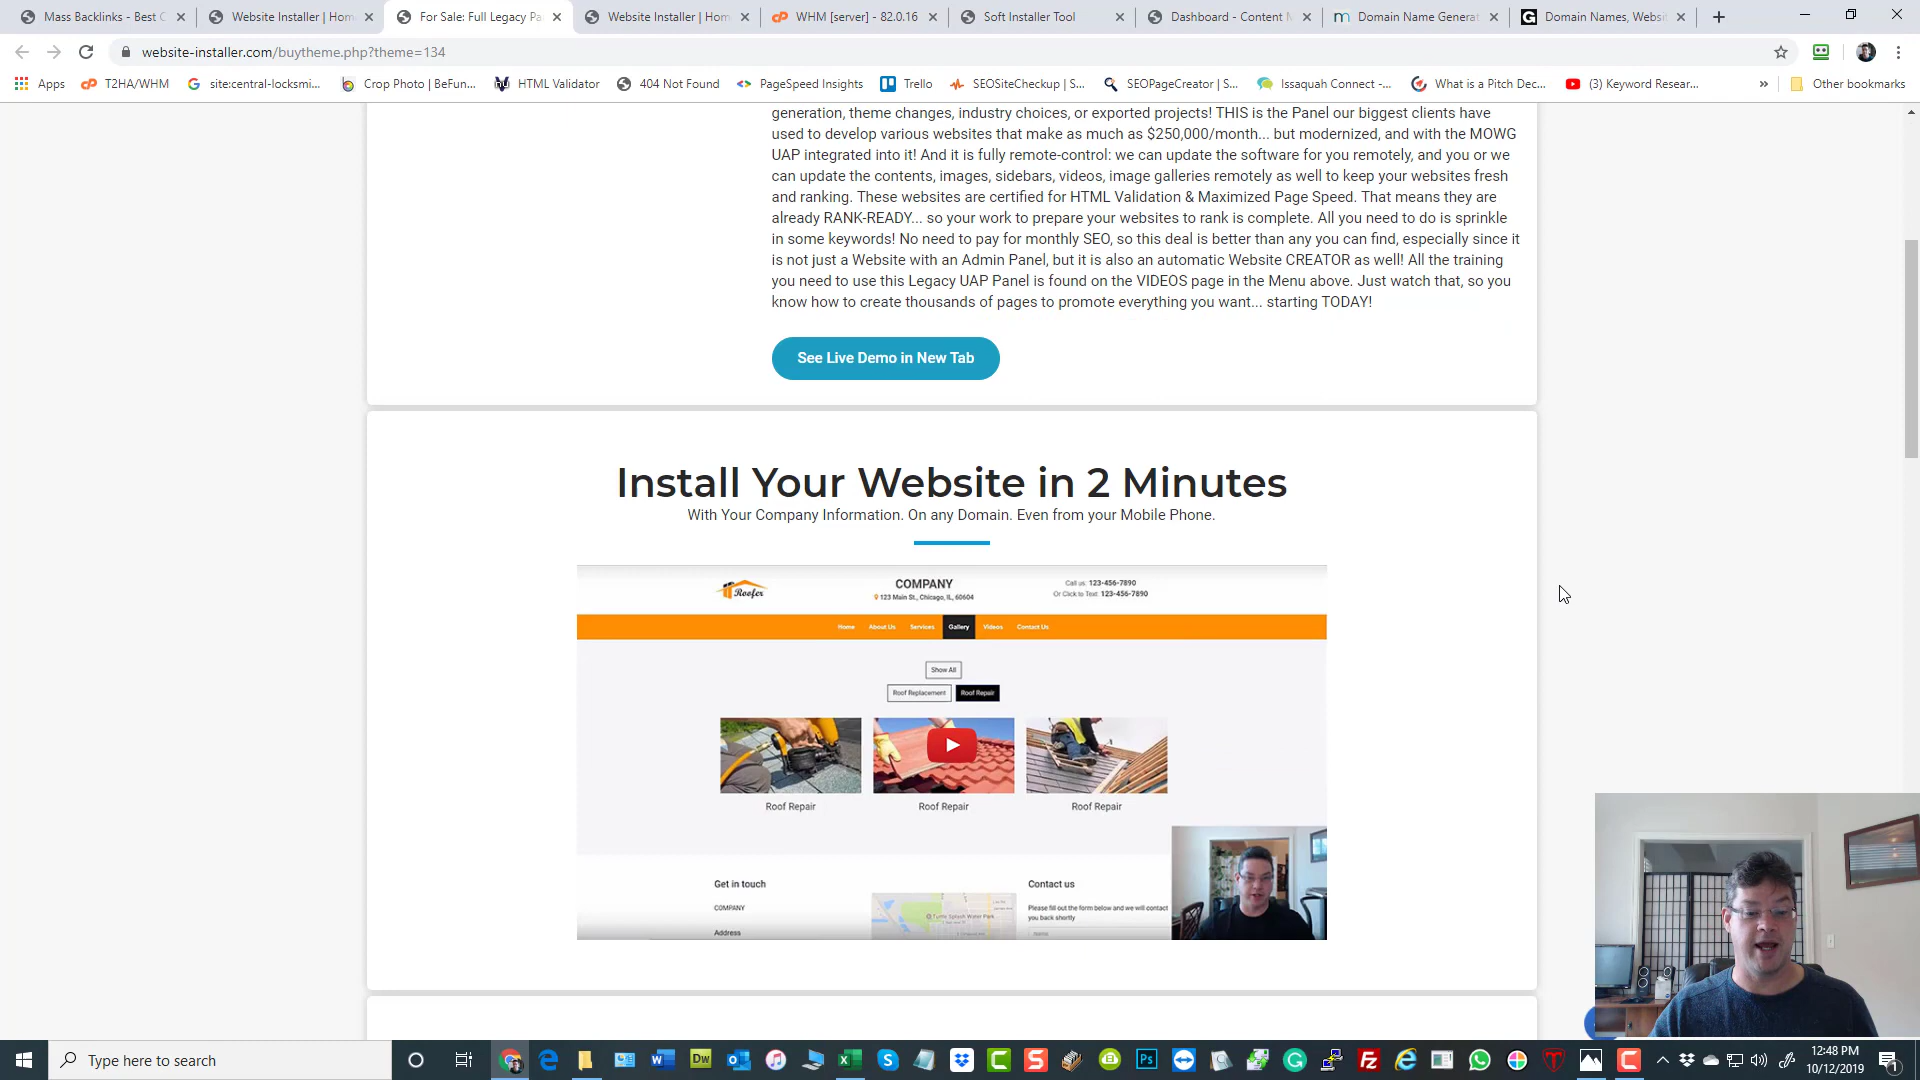 Mass Backlinks - Best C
Website Installer | Hom
For Sale: Full Legacy Pa
Website Installer | Hom
WHM [server] - 82.0.16
Soft Installer Tool
Dashboard - Content M
Domain Name Generat
Domain Names, Websit
website-installer.com/buytheme.php?theme=134
Apps
T2HA/WHM
site:central-locksmi...
Crop Photo | BeFun...
HTML Validator
404 Not Found
PageSpeed Insights
Trello
SEOSiteCheckup | S...
SEOPageCreator | S...
Issaquah Connect -...
What is a Pitch Dec...
(3) Keyword Resear...
»
Other bookmarks
generation, theme changes, industry choices, or exported projects! THIS is the Panel our biggest clients have
used to develop various websites that make as much as $250,000/month... but modernized, and with the MOWG
UAP integrated into it! And it is fully remote-control: we can update the software for you remotely, and you or we
can update the contents, images, sidebars, videos, image galleries remotely as well to keep your websites fresh
and ranking. These websites are certified for HTML Validation & Maximized Page Speed. That means they are
already RANK-READY... so your work to prepare your websites to rank is complete. All you need to do is sprinkle
in some keywords! No need to pay for monthly SEO, so this deal is better than any you can find, especially since it
is not just a Website with an Admin Panel, but it is also an automatic Website CREATOR as well! All the training
you need to use this Legacy UAP Panel is found on the VIDEOS page in the Menu above. Just watch that, so you
know how to create thousands of pages to promote everything you want... starting TODAY!
See Live Demo in New Tab
Install Your Website in 2 Minutes
With Your Company Information. On any Domain. Even from your Mobile Phone.
Roofer
COMPANY
123 Main St., Chicago, IL, 60604
Call us: 123-456-7890
Or Click to Text: 123-456-7890
Home About Us Services Gallery Videos Contact Us
Show All
Roof Replacement Roof Repair
Roof Repair
Roof Repair
Roof Repair
Get in touch
COMPANY
Address
Turtle Splash Water Park
Contact us
Please fill out the form below and we will contact
you back shortly
Name
Type here to search
12:48 PM
10/12/2019